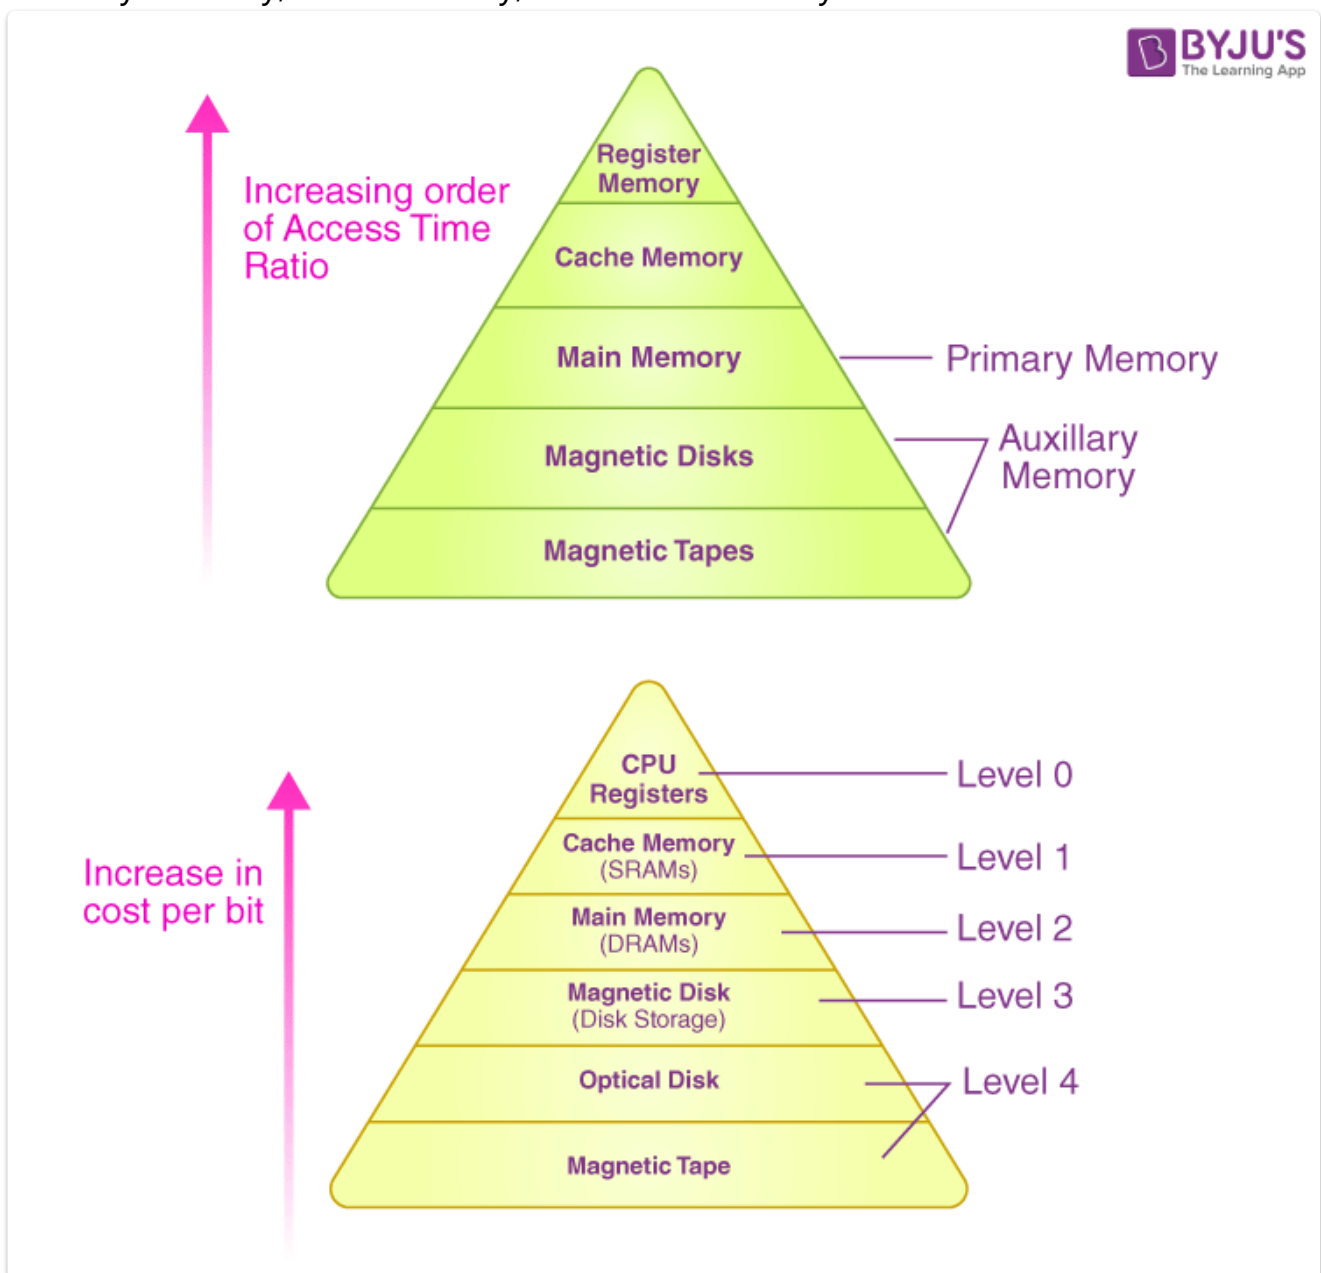 BYJU'S
The Learning App
Increasing order
of Access Time
Ratio
Register
Memory
Cache Memory
Main Memory
Primary Memory
Magnetic Disks
Auxillary
Memory
Magnetic Tapes
Increase in
cost per bit
CPU
Registers
Level 0
Cache Memory
(SRAMs)
Level 1
Main Memory
(DRAMs)
Level 2
Magnetic Disk
(Disk Storage)
Level 3
Optical Disk
Level 4
Magnetic Tape